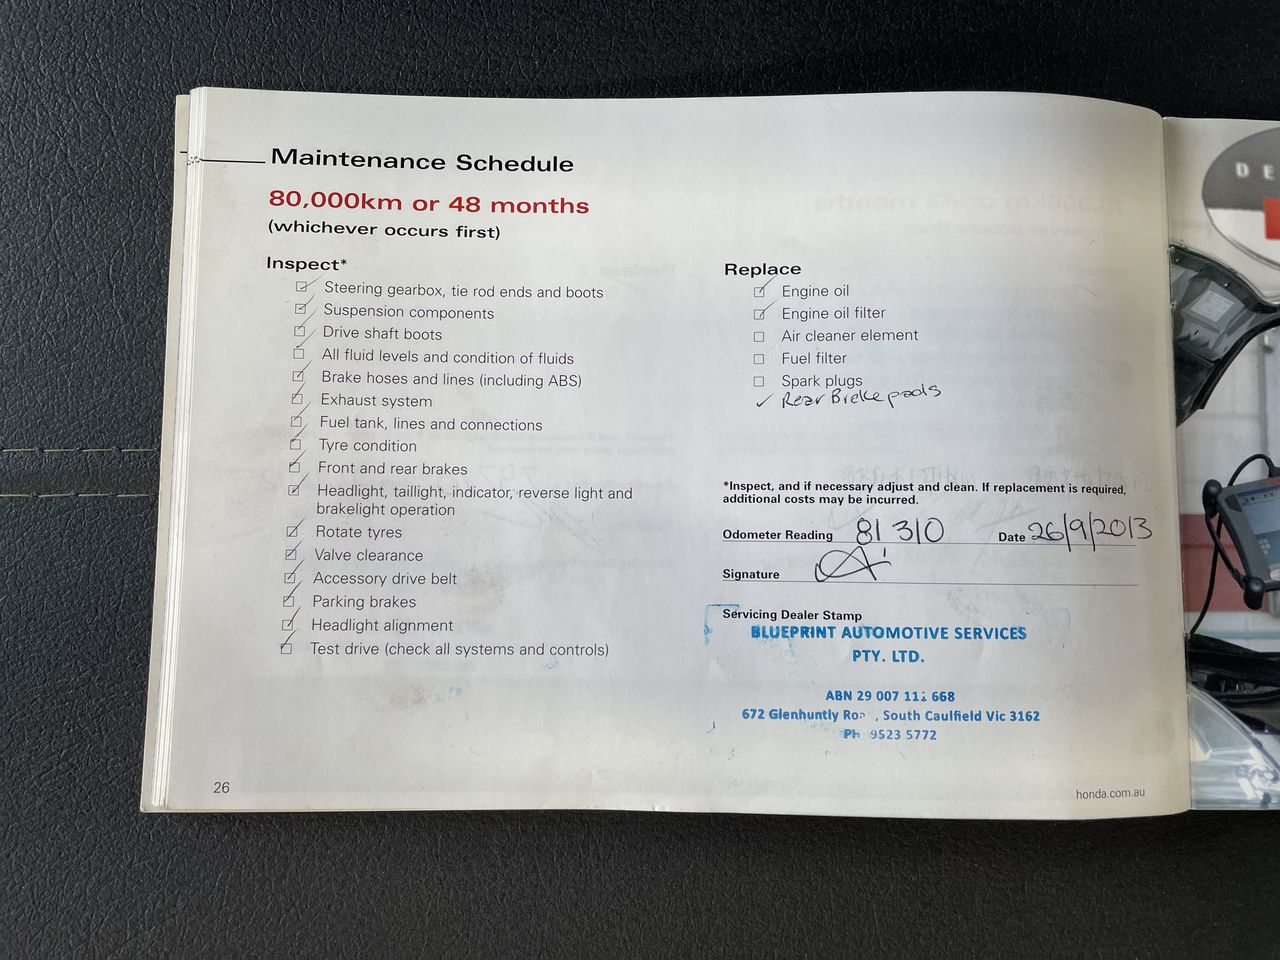 Maintenance Schedule
80,000km or 48 months
(whichever occurs first)
Inspect*
Steering gearbox, tie rod ends and boots
Suspension components
Drive shaft boots
All fluid levels and condition of fluids
Brake hoses and lines (including ABS)
Exhaust system
Fuel tank, lines and connections
Tyre condition
Front and rear brakes
Headlight, taillight, indicator, reverse light and
brakelight operation
Rotate tyres
Valve clearance
Accessory drive belt
Parking brakes
Headlight alignment
Test drive (check all systems and controls)
Replace
Engine oil
Engine oil filter
Air cleaner element
Fuel filter
Spark plugs
Rear Brake pads
*Inspect, and if necessary adjust and clean. If replacement is required,
additional costs may be incurred.
Odometer Reading 81310 Date 26/9/2013
Signature
Servicing Dealer Stamp
BLUEPRINT AUTOMOTIVE SERVICES
PTY. LTD.
ABN 29 007 111 668
672 Glenhuntly Road, South Caulfield Vic 3162
Ph 9523 5772
26
honda.com.au